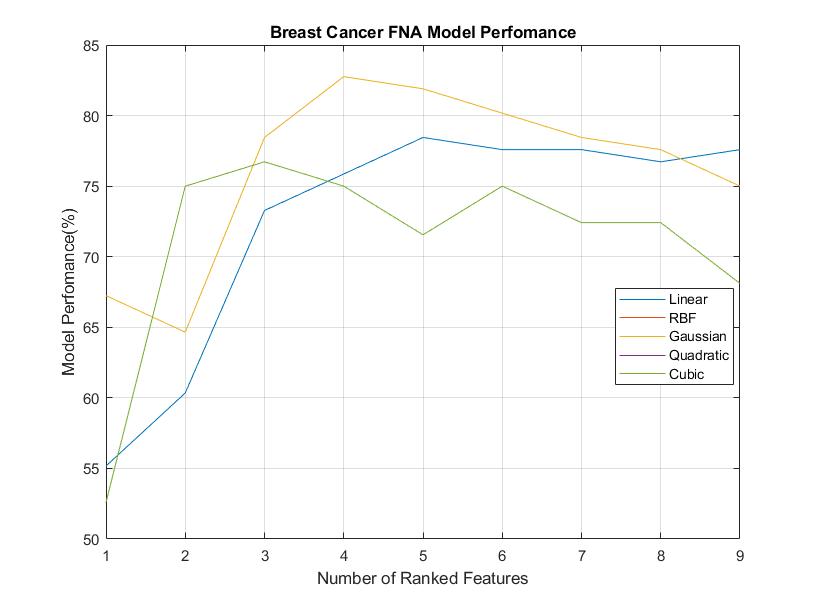 Breast Cancer FNA Model Perfomance
85
80
75
70
65
60
55
50
Model Perfomance(%)
Linear
RBF
Gaussian
Quadratic
Cubic
1 2 3 4 5 6 7 8 9
Number of Ranked Features